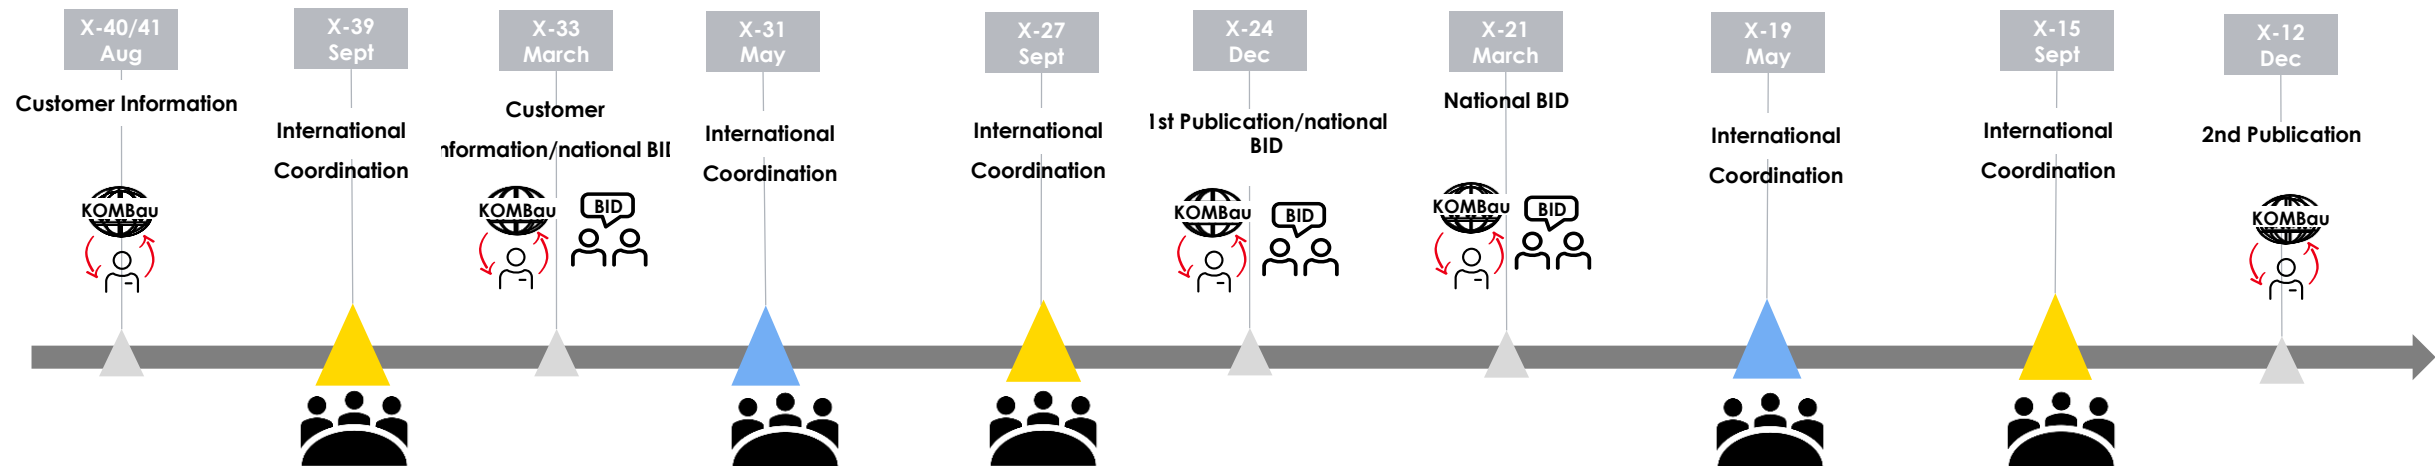 X-40/41
Aug
X-39
Sept
X-33
March
X-31
May
X-27
Sept
X-24
Dec
X-21
March
X-19
May
X-15
Sept
X-12
Dec
Customer Information
International
Coordination
Customer
nformation/national BI
International
Coordination
International
Coordination
1st Publication/national
BID
National BID
International
Coordination
International
Coordination
2nd Publication
KOMBau
KOMBau
BID
KOMBau
BID
KOMBau
BID
KOMBau